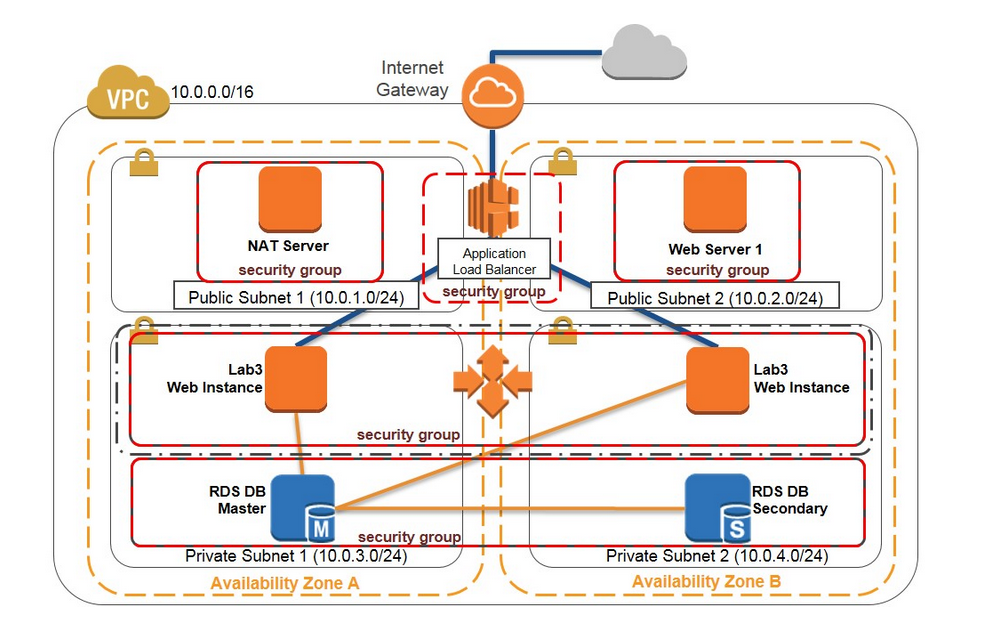 Internet
Gateway
VPC
10.0.0.0/16
NAT Server
security group
Web Server 1
security group
Application
Load Balancer
security group
Public Subnet 1 (10.0.1.0/24)
Public Subnet 2 (10.0.2.0/24)
Lab3
Web Instance
Lab3
Web Instance
security group
RDS DB
Master
M
RDS DB
Secondary
S
security group
Private Subnet 1 (10.0.3.0/24)
Private Subnet 2 (10.0.4.0/24)
Availability Zone A
Availability Zone B